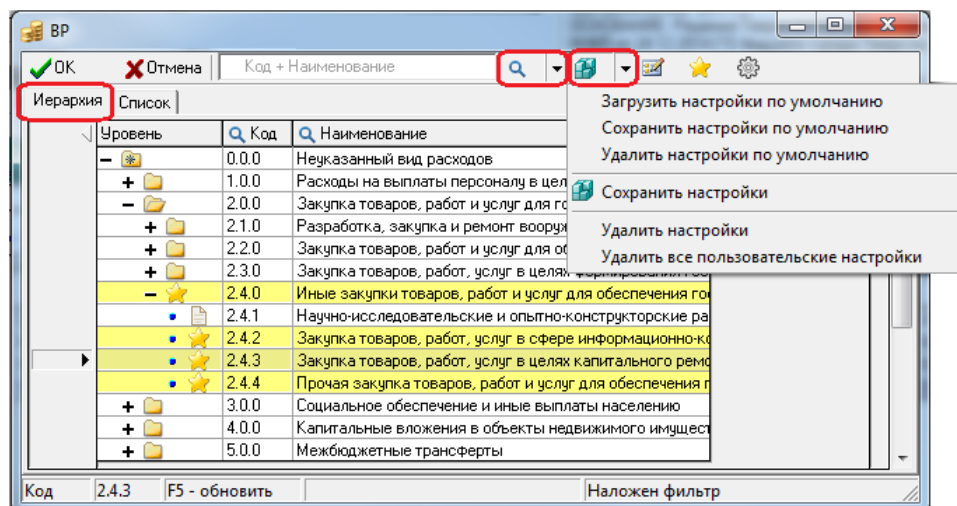 ВР
ОК Отмена Код + Наименование
Иерархия Список
Загрузить настройки по умолчанию
Сохранить настройки по умолчанию
Удалить настройки по умолчанию
Сохранить настройки
Удалить настройки
Удалить все пользовательские настройки
Уровень Код Наименование
0.0.0 Неуказанный вид расходов
1.0.0 Расходы на выплаты персоналу в цел
2.0.0 Закупка товаров, работ и услуг для го
2.1.0 Разработка, закупка и ремонт вооруж
2.2.0 Закупка товаров, работ и услуг для об
2.3.0 Закупка товаров, работ, услуг в целях формирования гос
2.4.0 Иные закупки товаров, работ и услуг для обеспечения го
2.4.1 Научно-исследовательские и опытно-конструкторские ра
2.4.2 Закупка товаров, работ, услуг в сфере информационно-ко
2.4.3 Закупка товаров, работ, услуг в целях капитального ремо
2.4.4 Прочая закупка товаров, работ и услуг для обеспечения г
3.0.0 Социальное обеспечение и иные выплаты населению
4.0.0 Капитальные вложения в объекты недвижимого имущест
5.0.0 Межбюджетные трансферты
Код 2.4.3 F5 - обновить Наложен фильтр